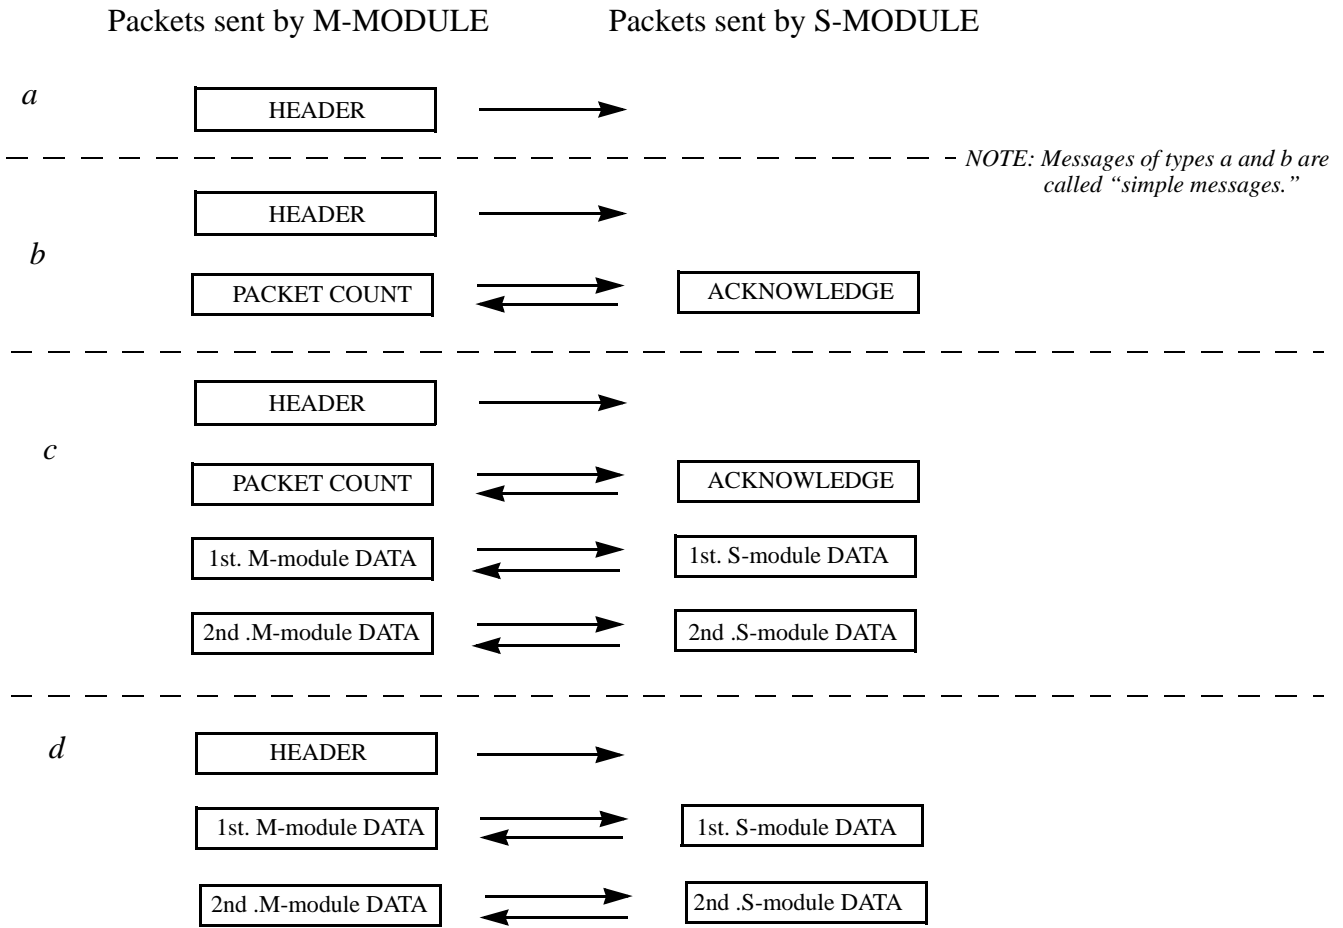 Packets sent by M-MODULE Packets sent by S-MODULE
a
HEADER
NOTE: Messages of types a and b are
called “simple messages.”
HEADER
b
PACKET COUNT ACKNOWLEDGE
HEADER
c
PACKET COUNT ACKNOWLEDGE
1st. M-module DATA 1st. S-module DATA
2nd .M-module DATA 2nd .S-module DATA
d
HEADER
1st. M-module DATA 1st. S-module DATA
2nd .M-module DATA 2nd .S-module DATA